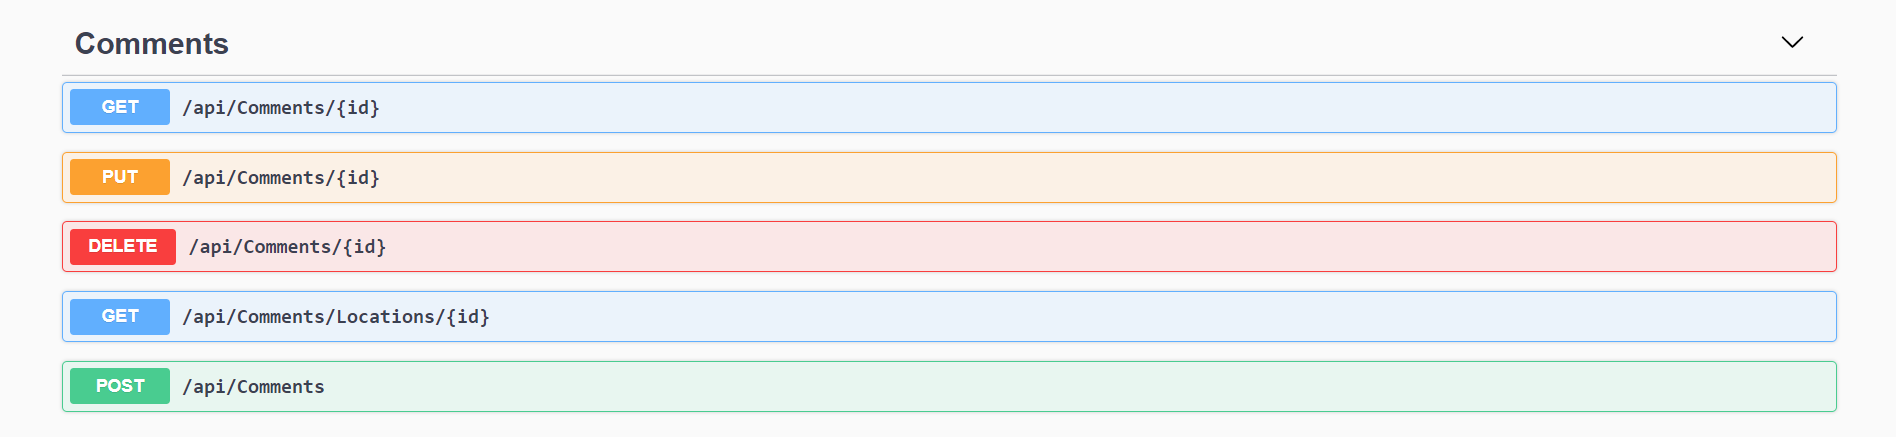 Comments
GET /api/Comments/{id}
PUT /api/Comments/{id}
DELETE /api/Comments/{id}
GET /api/Comments/Locations/{id}
POST /api/Comments